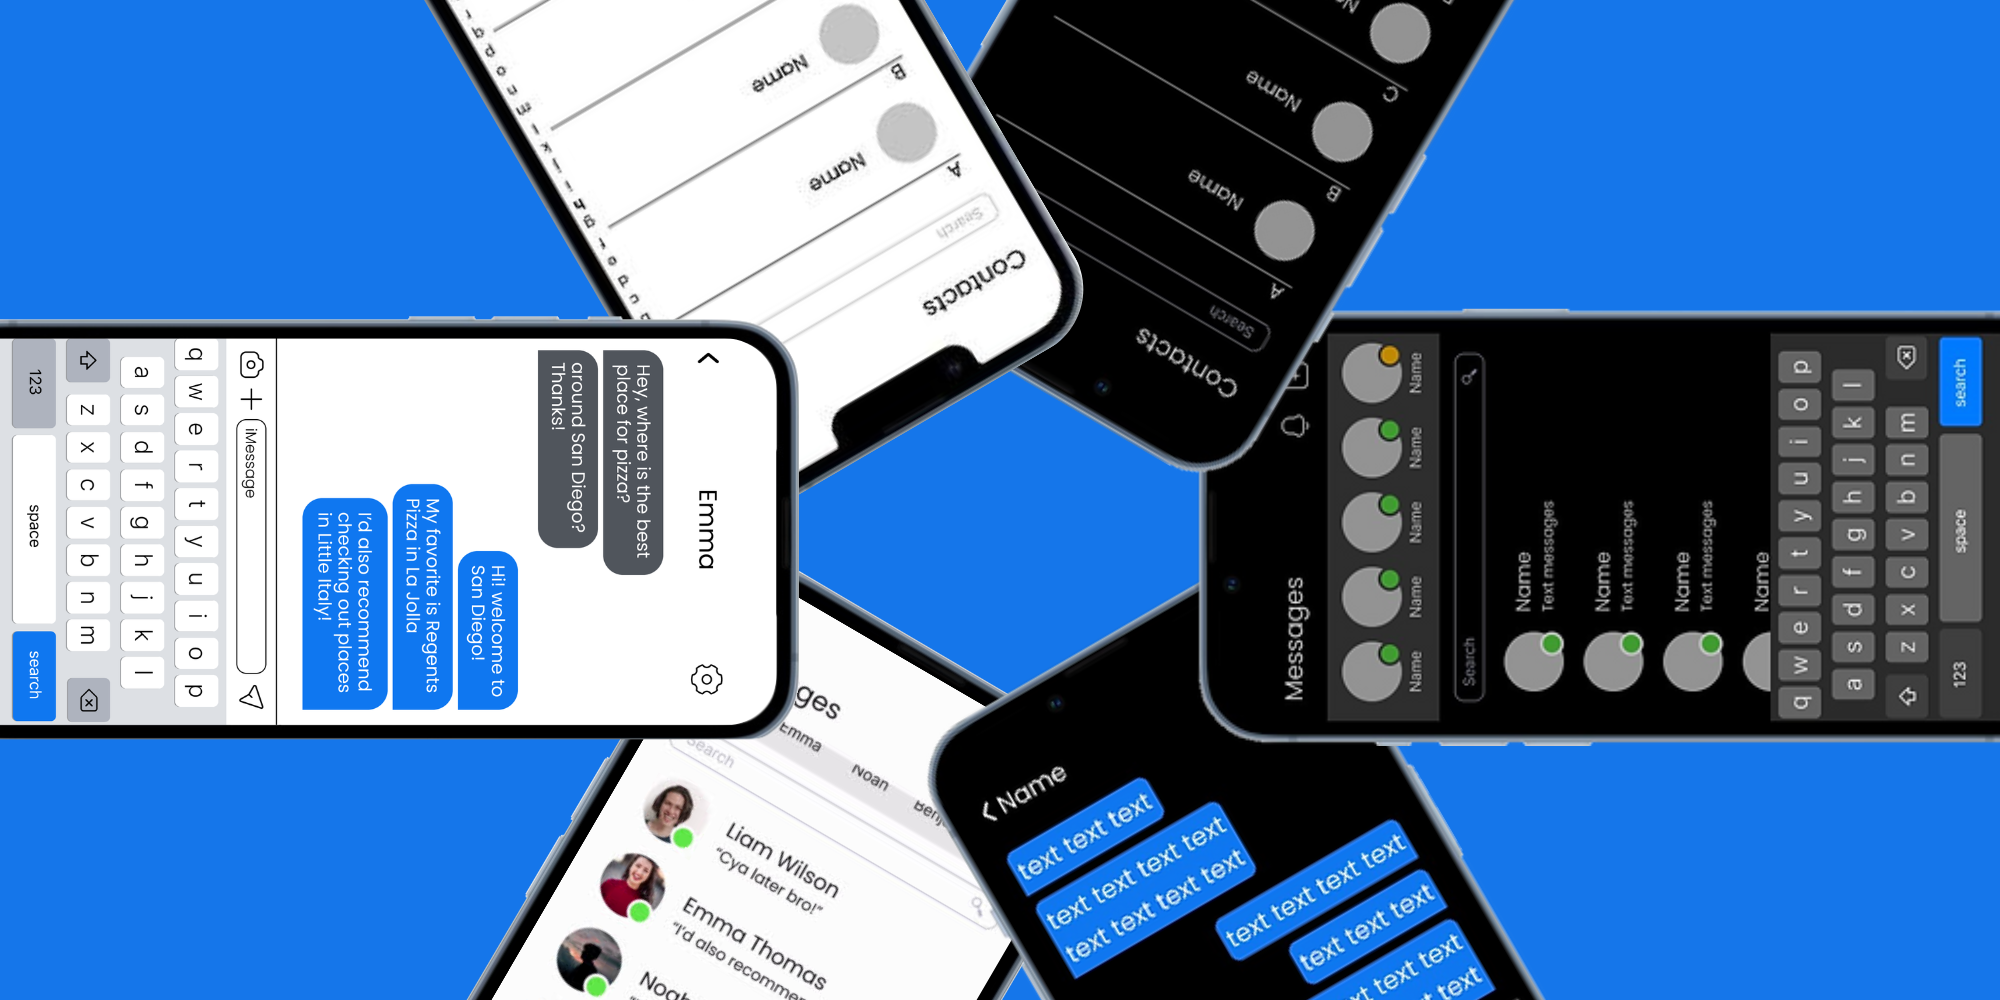 Contacts
Search
A
Name
B
Name
Contacts
Search
A
Name
B
Name
C
Emma
Hey, where is the best
place for pizza?
around San Diego?
Thanks!
Hi! welcome to
San Diego!
My favorite is Regents
Pizza in La Jolla
I'd also recommend
checking out places
in Little Italy!
iMessage
q w e r t y u i o p
a s d f g h j k l
z x c v b n m
123 space search
Messages
Name Name Name Name Name
Search
Name
Text messages
Name
Text messages
Name
Text messages
Name
q w e r t y u i o p
a s d f g h j k l
z x c v b n m
123 space search
ges
Emma Noah Benj
Search
Liam Wilson
"Cya later bro!"
Emma Thomas
"I'd also recomme
Noah
Name
text text text
text text text text
text text text text
text text text text
text text text
text text text
text text